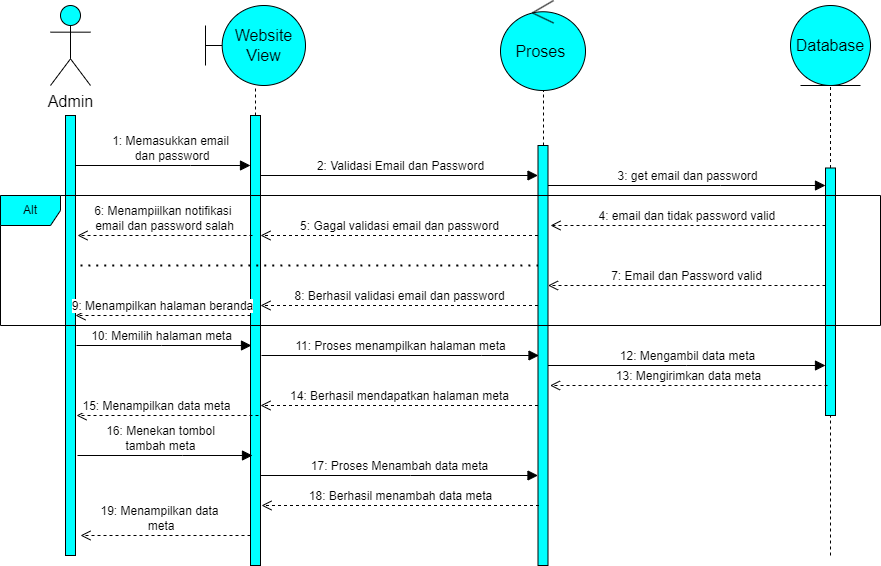 Website
View
Proses
Database
Admin
1: Memasukkan email
dan password
2: Validasi Email dan Password
3: get email dan password
Alt
6: Menampiilkan notifikasi
email dan password salah
5: Gagal validasi email dan password
4: email dan tidak password valid
7: Email dan Password valid
8: Berhasil validasi email dan password
9: Menampilkan halaman beranda
10: Memilih halaman meta
11: Proses menampilkan halaman meta
12: Mengambil data meta
13: Mengirimkan data meta
14: Berhasil mendapatkan halaman meta
15: Menampilkan data meta
16: Menekan tombol
tambah meta
17: Proses Menambah data meta
18: Berhasil menambah data meta
19: Menampilkan data
meta